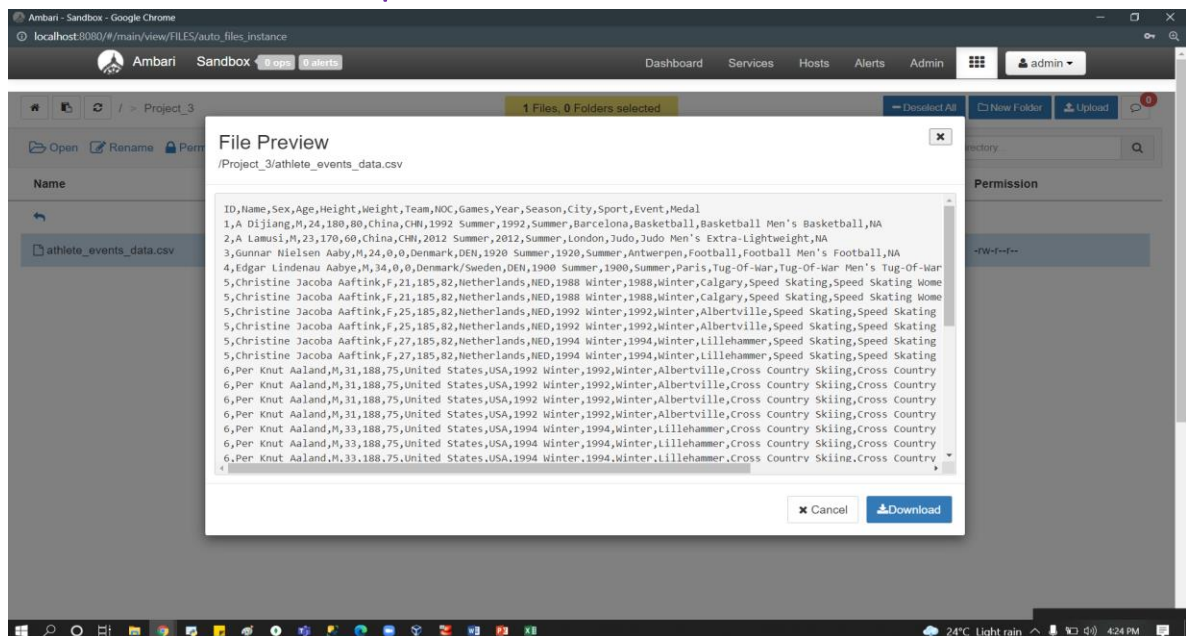 Ambari - Sandbox - Google Chrome
localhost:8080/#/main/view/FILES/auto_files_instance
Ambari Sandbox 0 ops 0 alerts Dashboard Services Hosts Alerts Admin admin
/ > Project_3 1 Files, 0 Folders selected Deselect All New Folder Upload 0
Open Rename Perm
File Preview
/Project_3/athlete_events_data.csv
Name Permission
ID,Name,Sex,Age,Height,Weight,Team,NOC,Games,Year,Season,City,Sport,Event,Medal
1,A Dijiang,M,24,180,80,China,CHN,1992 Summer,1992,Summer,Barcelona,Basketball,Basketball Men's Basketball,NA
2,A Lamusi,M,23,170,60,China,CHN,2012 Summer,2012,Summer,London,Judo,Judo Men's Extra-Lightweight,NA
3,Gunnar Nielsen Aaby,M,24,0,0,Denmark,DEN,1920 Summer,1920,Summer,Antwerpen,Football,Football Men's Football,NA
4,Edgar Lindenau Aabye,M,34,0,0,Denmark/Sweden,DEN,1900 Summer,1900,Summer,Paris,Tug-Of-War,Tug-Of-War Men's Tug-Of-War
5,Christine Jacoba Aaftink,F,21,185,82,Netherlands,NED,1988 Winter,1988,Winter,Calgary,Speed Skating,Speed Skating Wome
5,Christine Jacoba Aaftink,F,21,185,82,Netherlands,NED,1988 Winter,1988,Winter,Calgary,Speed Skating,Speed Skating Wome
5,Christine Jacoba Aaftink,F,25,185,82,Netherlands,NED,1992 Winter,1992,Winter,Albertville,Speed Skating,Speed Skating
5,Christine Jacoba Aaftink,F,25,185,82,Netherlands,NED,1992 Winter,1992,Winter,Albertville,Speed Skating,Speed Skating
5,Christine Jacoba Aaftink,F,27,185,82,Netherlands,NED,1994 Winter,1994,Winter,Lillehammer,Speed Skating,Speed Skating
5,Christine Jacoba Aaftink,F,27,185,82,Netherlands,NED,1994 Winter,1994,Winter,Lillehammer,Speed Skating,Speed Skating
6,Per Knut Aaland,M,31,188,75,United States,USA,1992 Winter,1992,Winter,Albertville,Cross Country Skiing,Cross Country
6,Per Knut Aaland,M,31,188,75,United States,USA,1992 Winter,1992,Winter,Albertville,Cross Country Skiing,Cross Country
6,Per Knut Aaland,M,31,188,75,United States,USA,1992 Winter,1992,Winter,Albertville,Cross Country Skiing,Cross Country
6,Per Knut Aaland,M,31,188,75,United States,USA,1992 Winter,1992,Winter,Albertville,Cross Country Skiing,Cross Country
6,Per Knut Aaland,M,33,188,75,United States,USA,1994 Winter,1994,Winter,Lillehammer,Cross Country Skiing,Cross Country
6,Per Knut Aaland,M,33,188,75,United States,USA,1994 Winter,1994,Winter,Lillehammer,Cross Country Skiing,Cross Country
6,Per Knut Aaland,M,33,188,75,United States,USA,1994 Winter,1994,Winter,Lillehammer,Cross Country Skiing,Cross Country
athlete_events_data.csv -rw-r--r--
Cancel Download
24°C Light rain 4:24 PM